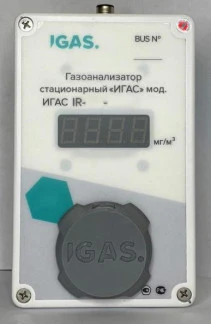 IGAS.
BUS Nº
Газоанализатор
стационарный «ИГАС» мод.
ИГАС IR- -
мг/м³
IGAS.